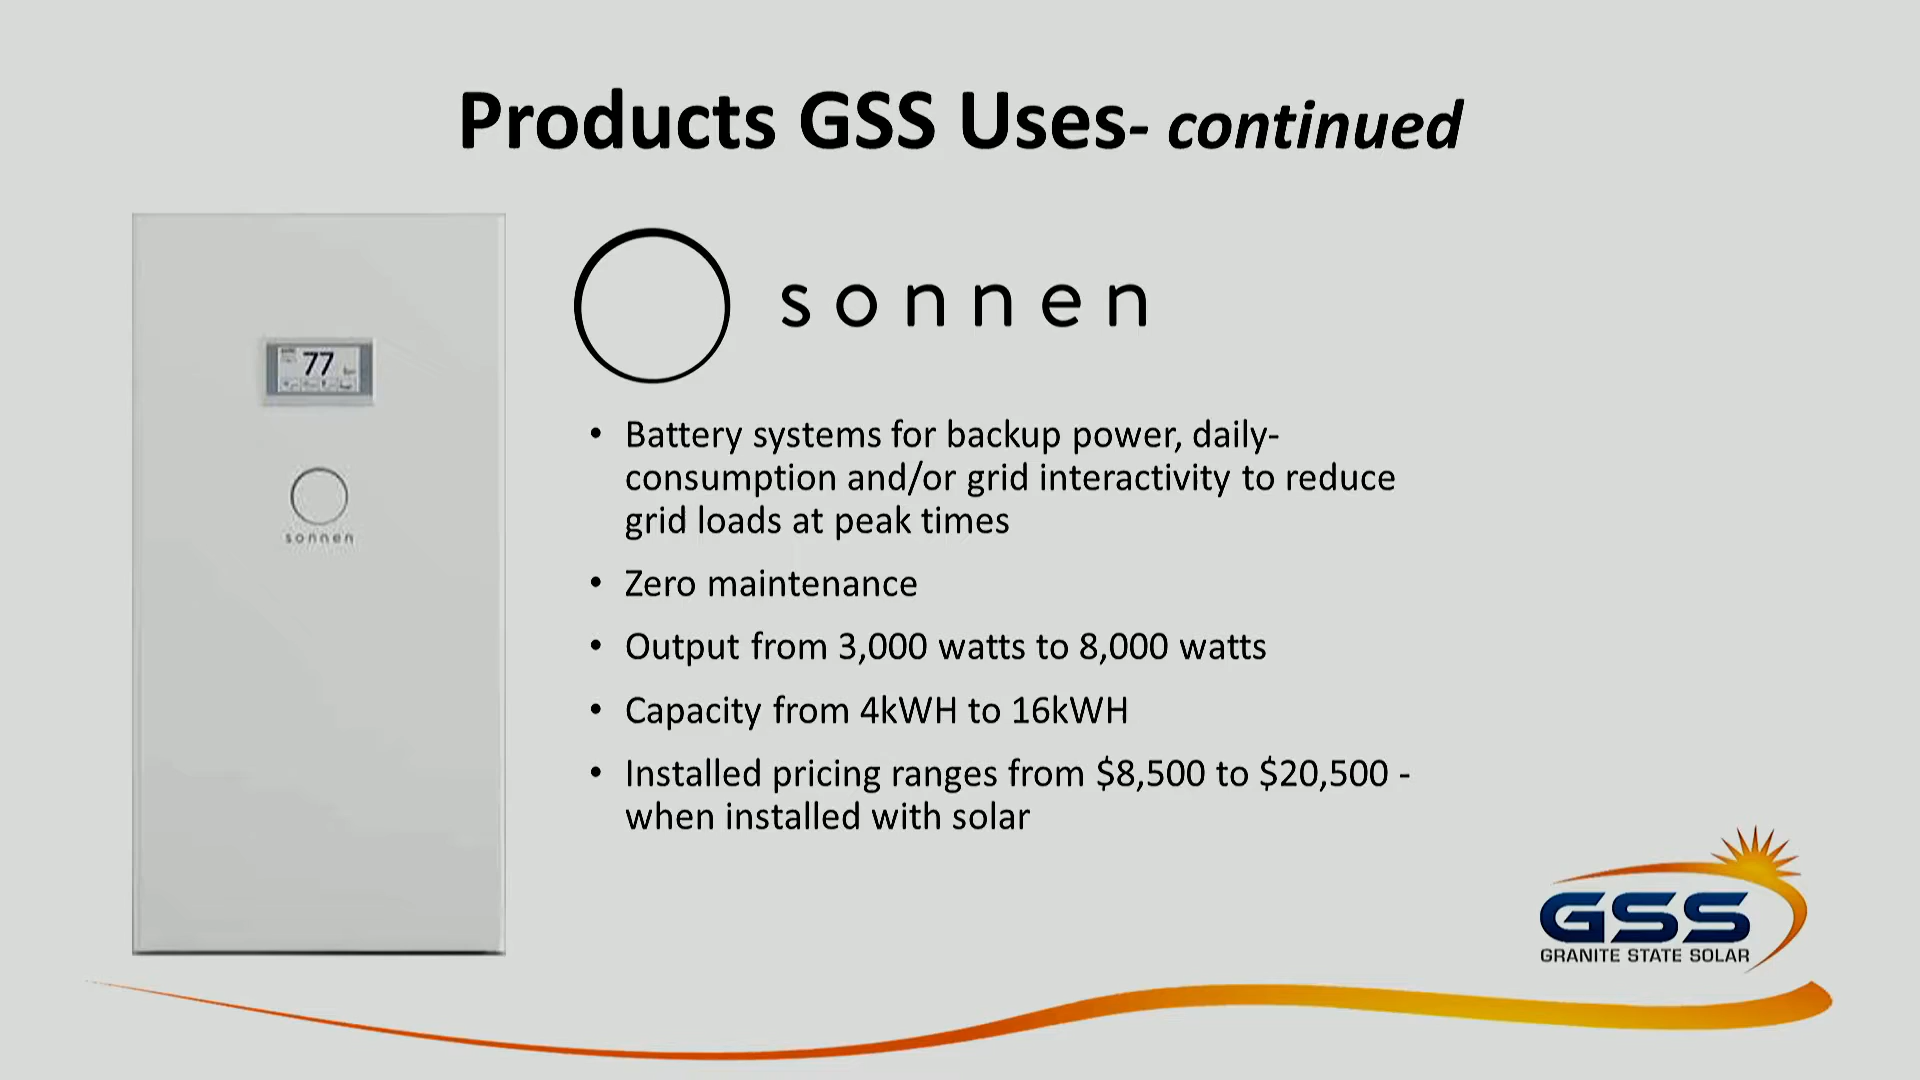 Products GSS Uses- continued
77
sonnen
sonnen
• Battery systems for backup power, daily-
consumption and/or grid interactivity to reduce
grid loads at peak times
• Zero maintenance
• Output from 3,000 watts to 8,000 watts
• Capacity from 4kWH to 16kWH
• Installed pricing ranges from $8,500 to $20,500 -
when installed with solar
GSS
GRANITE STATE SOLAR